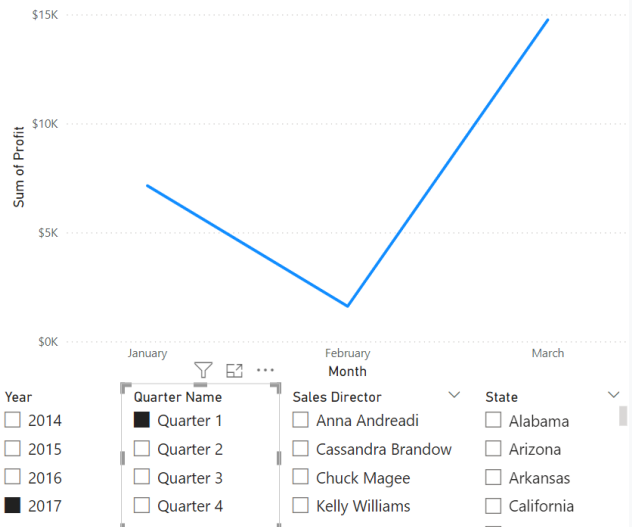 $15K
$10K
$5K
$0K
Sum of Profit
January February March
Month
Year Quarter Name Sales Director State
2014 Quarter 1 Anna Andreadi Alabama
2015 Quarter 2 Cassandra Brandow Arizona
2016 Quarter 3 Chuck Magee Arkansas
2017 Quarter 4 Kelly Williams California